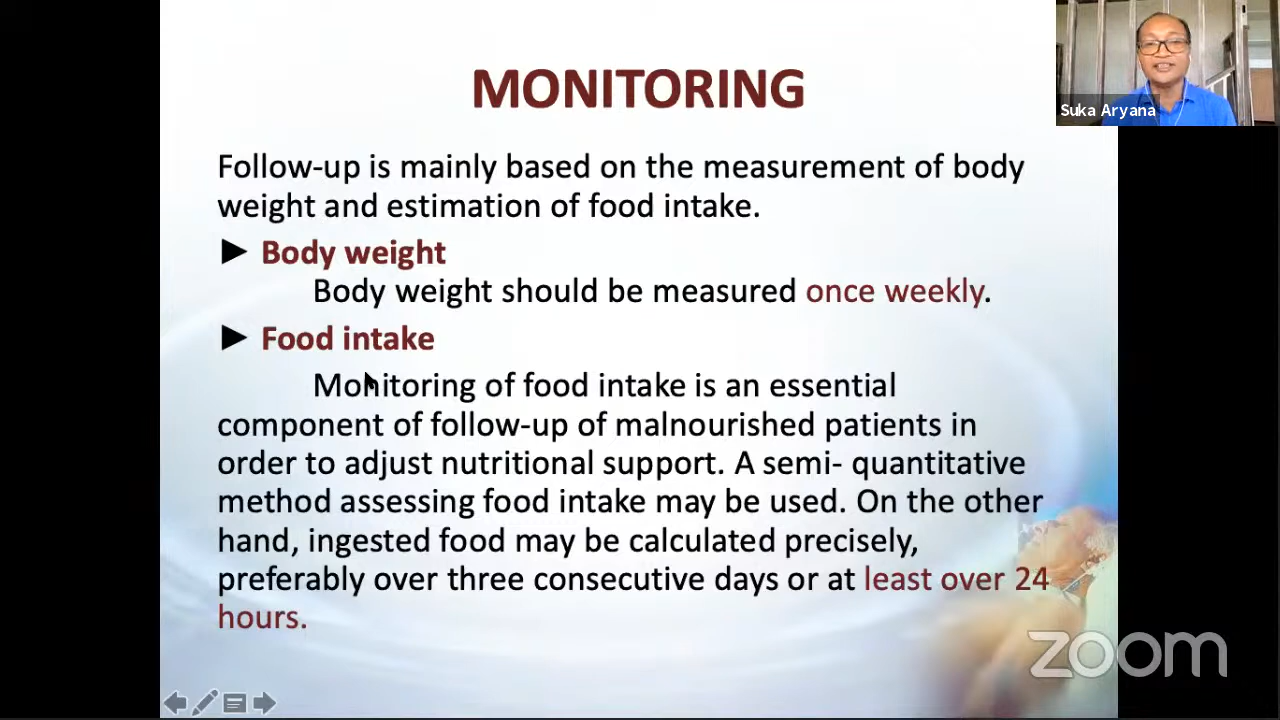 MONITORING
Suka Aryana
Follow-up is mainly based on the measurement of body
weight and estimation of food intake.
► Body weight
Body weight should be measured once weekly.
► Food intake
Monitoring of food intake is an essential
component of follow-up of malnourished patients in
order to adjust nutritional support. A semi- quantitative
method assessing food intake may be used. On the other
hand, ingested food may be calculated precisely,
preferably over three consecutive days or at least over 24
hours.
zoom